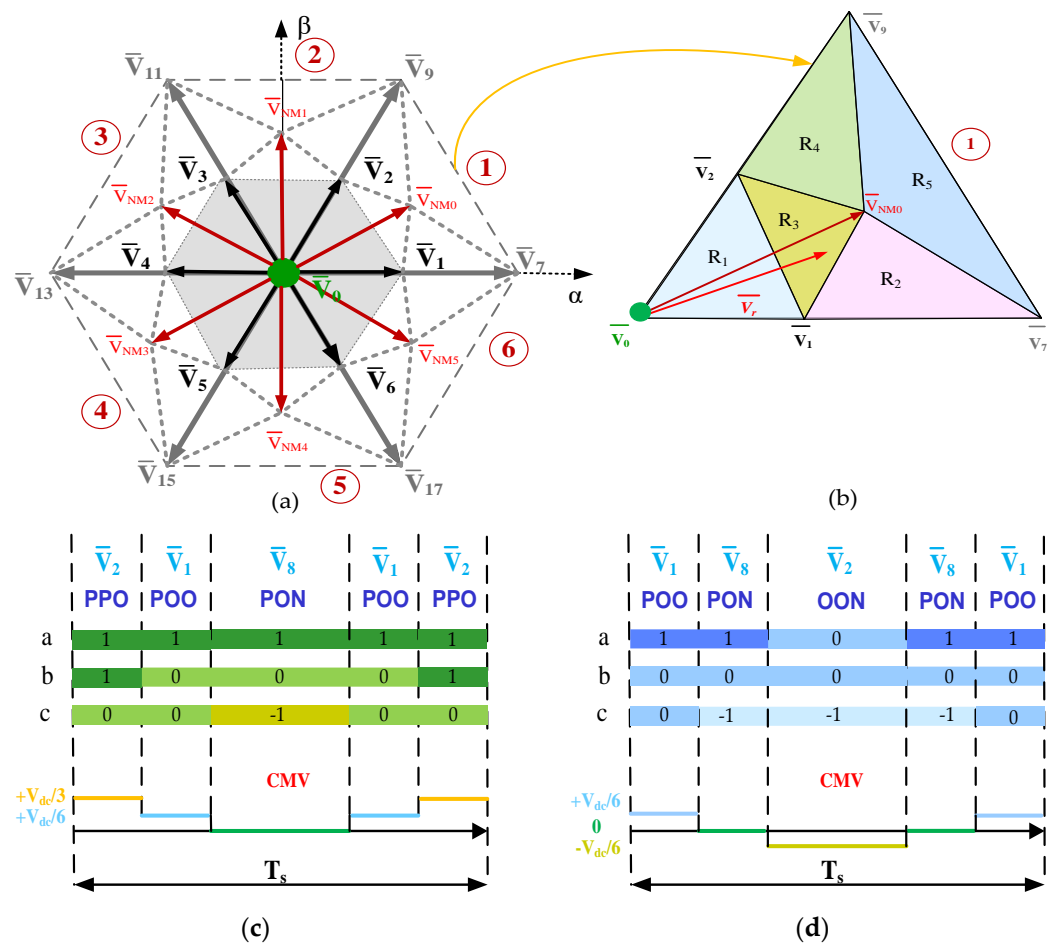 β
2
V̅11
V̅9
V̅NM1
3
1
V̅3
V̅2
V̅NM2
V̅NM0
V̅4
V̅1
V̅7
V̅13
V̅0
α
V̅NM3
V̅NM5
V̅5
V̅6
6
4
V̅NM4
V̅15
5
V̅17
(a)
V̅9
1
R4
V̅2
R5
V̅NM0
R3
R1
R2
V̅r
V̅0
V̅1
V̅7
(b)
V̅2 V̅1 V̅8 V̅1 V̅2
PPO POO PON POO PPO
a 1 1 1 1 1
b 1 0 0 0 1
c 0 0 -1 0 0
CMV
+Vdc/3
+Vdc/6
Ts
(c)
V̅1 V̅8 V̅2 V̅8 V̅1
POO PON OON PON POO
a 1 1 0 1 1
b 0 0 0 0 0
c 0 -1 -1 -1 0
CMV
+Vdc/6
0
-Vdc/6
Ts
(d)